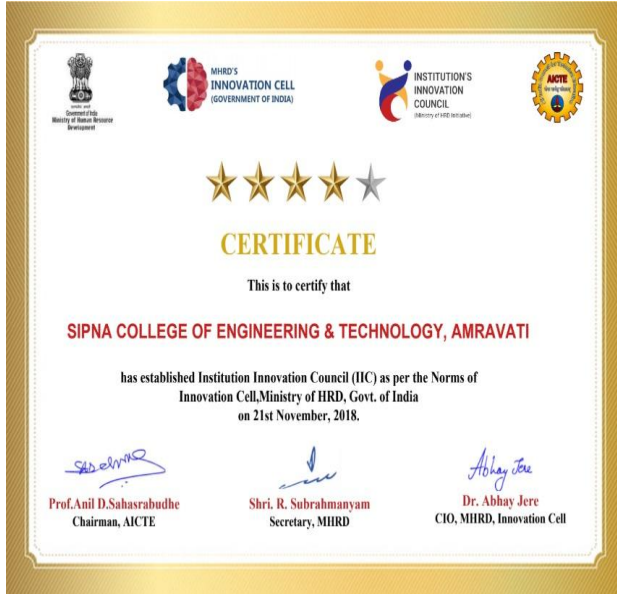 Government of India
Ministry of Human Resource
Development
MHRD'S
INNOVATION CELL
(GOVERNMENT OF INDIA)
INSTITUTION'S
INNOVATION
COUNCIL
(Ministry of HRD Initiative)
AICTE
CERTIFICATE
This is to certify that
SIPNA COLLEGE OF ENGINEERING & TECHNOLOGY, AMRAVATI
has established Institution Innovation Council (IIC) as per the Norms of
Innovation Cell,Ministry of HRD, Govt. of India
on 21st November, 2018.
Abhay Jere
Prof.Anil D.Sahasrabudhe
Chairman, AICTE
Shri. R. Subrahmanyam
Secretary, MHRD
Dr. Abhay Jere
CIO, MHRD, Innovation Cell